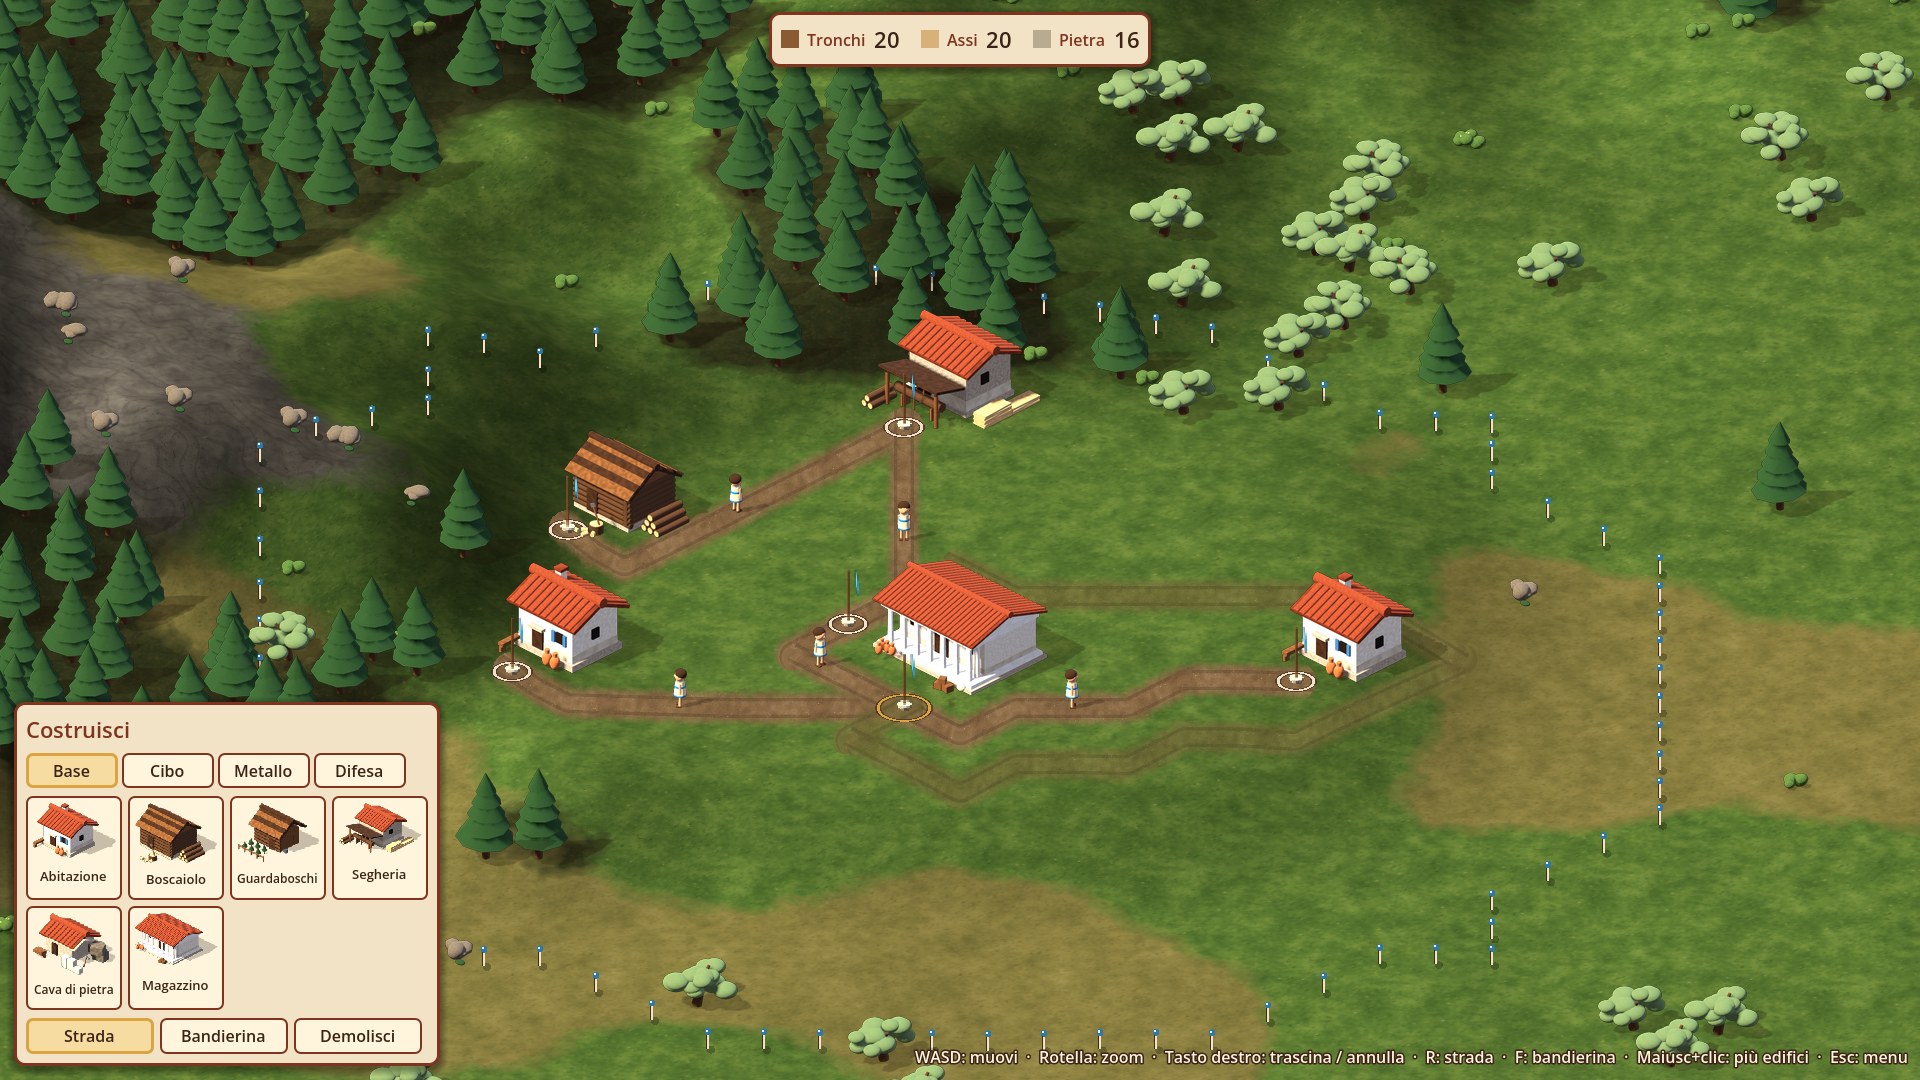 Tronchi 20 Assi 20 Pietra 16
Costruisci
Base Cibo Metallo Difesa
Abitazione Boscaiolo Guardaboschi Segheria
Cava di pietra Magazzino
Strada Bandierina Demolisci
WASD: muovi · Rotella: zoom · Tasto destro: trascina / annulla · R: strada · F: bandierina · Maiusc+clic: più edifici · Esc: menu